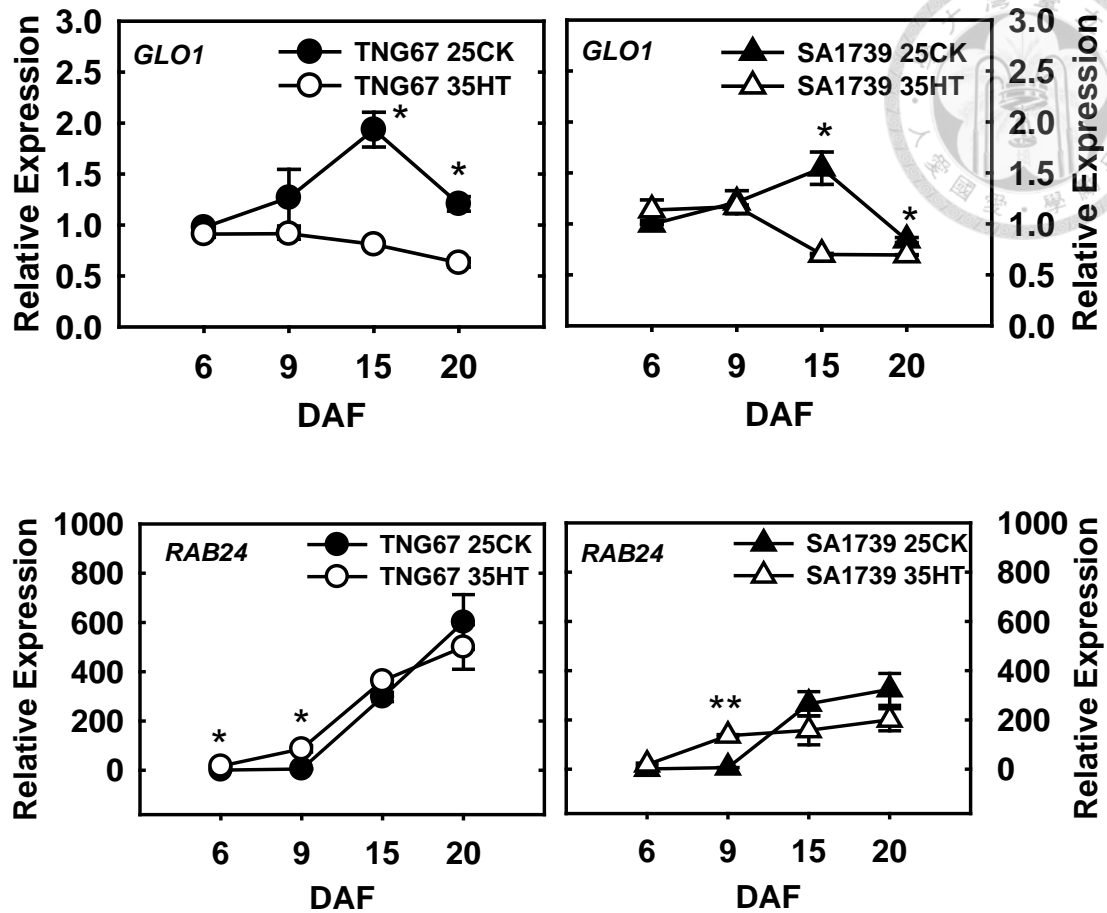 GLO1
TNG67 25CK
TNG67 35HT
*
*
3.0
2.5
2.0
1.5
1.0
0.5
0.0
Relative Expression
6 9 15 20
DAF
GLO1
SA1739 25CK
SA1739 35HT
*
*
3.0
2.5
2.0
1.5
1.0
0.5
0.0
Relative Expression
6 9 15 20
DAF
RAB24
TNG67 25CK
TNG67 35HT
*
*
1000
800
600
400
200
0
Relative Expression
6 9 15 20
DAF
RAB24
SA1739 25CK
SA1739 35HT
**
1000
800
600
400
200
0
Relative Expression
6 9 15 20
DAF